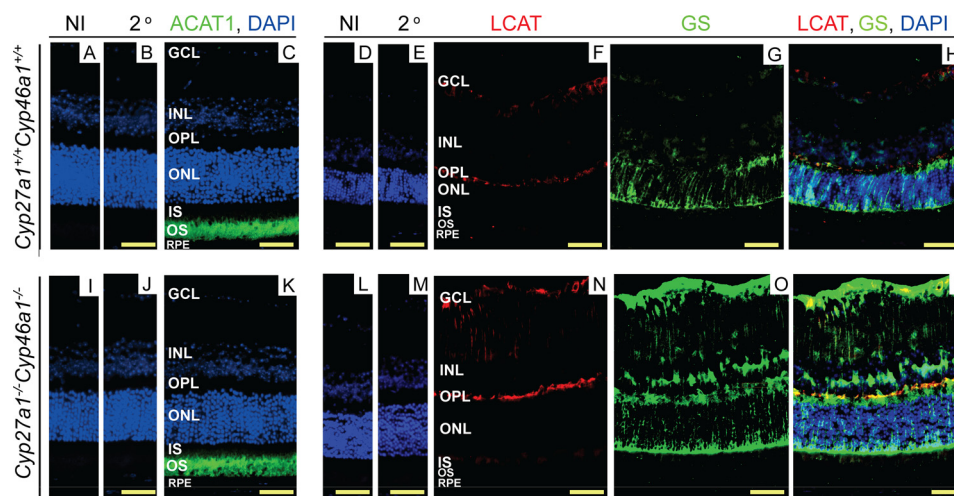 NI 2° ACAT1, DAPI NI 2° LCAT GS LCAT, GS, DAPI
Cyp27a1+/+Cyp46a1+/+
A B C D E F G H
GCL
INL
OPL
ONL
IS
OS
RPE
GCL
INL
OPL
ONL
IS
OS
RPE
Cyp27a1-/-Cyp46a1-/-
I J K L M N O
GCL
INL
OPL
ONL
IS
OS
RPE
GCL
INL
OPL
ONL
IS
OS
RPE